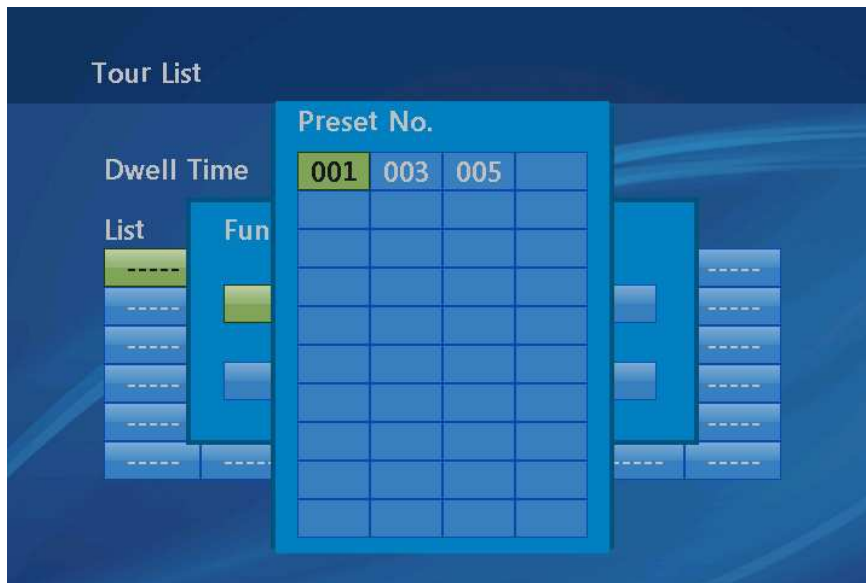 Tour List
Preset No.
Dwell Time
001 003 005
List
Fun
-----
-----
-----
-----
-----
-----
-----
-----
-----
----- ----- ----- -----